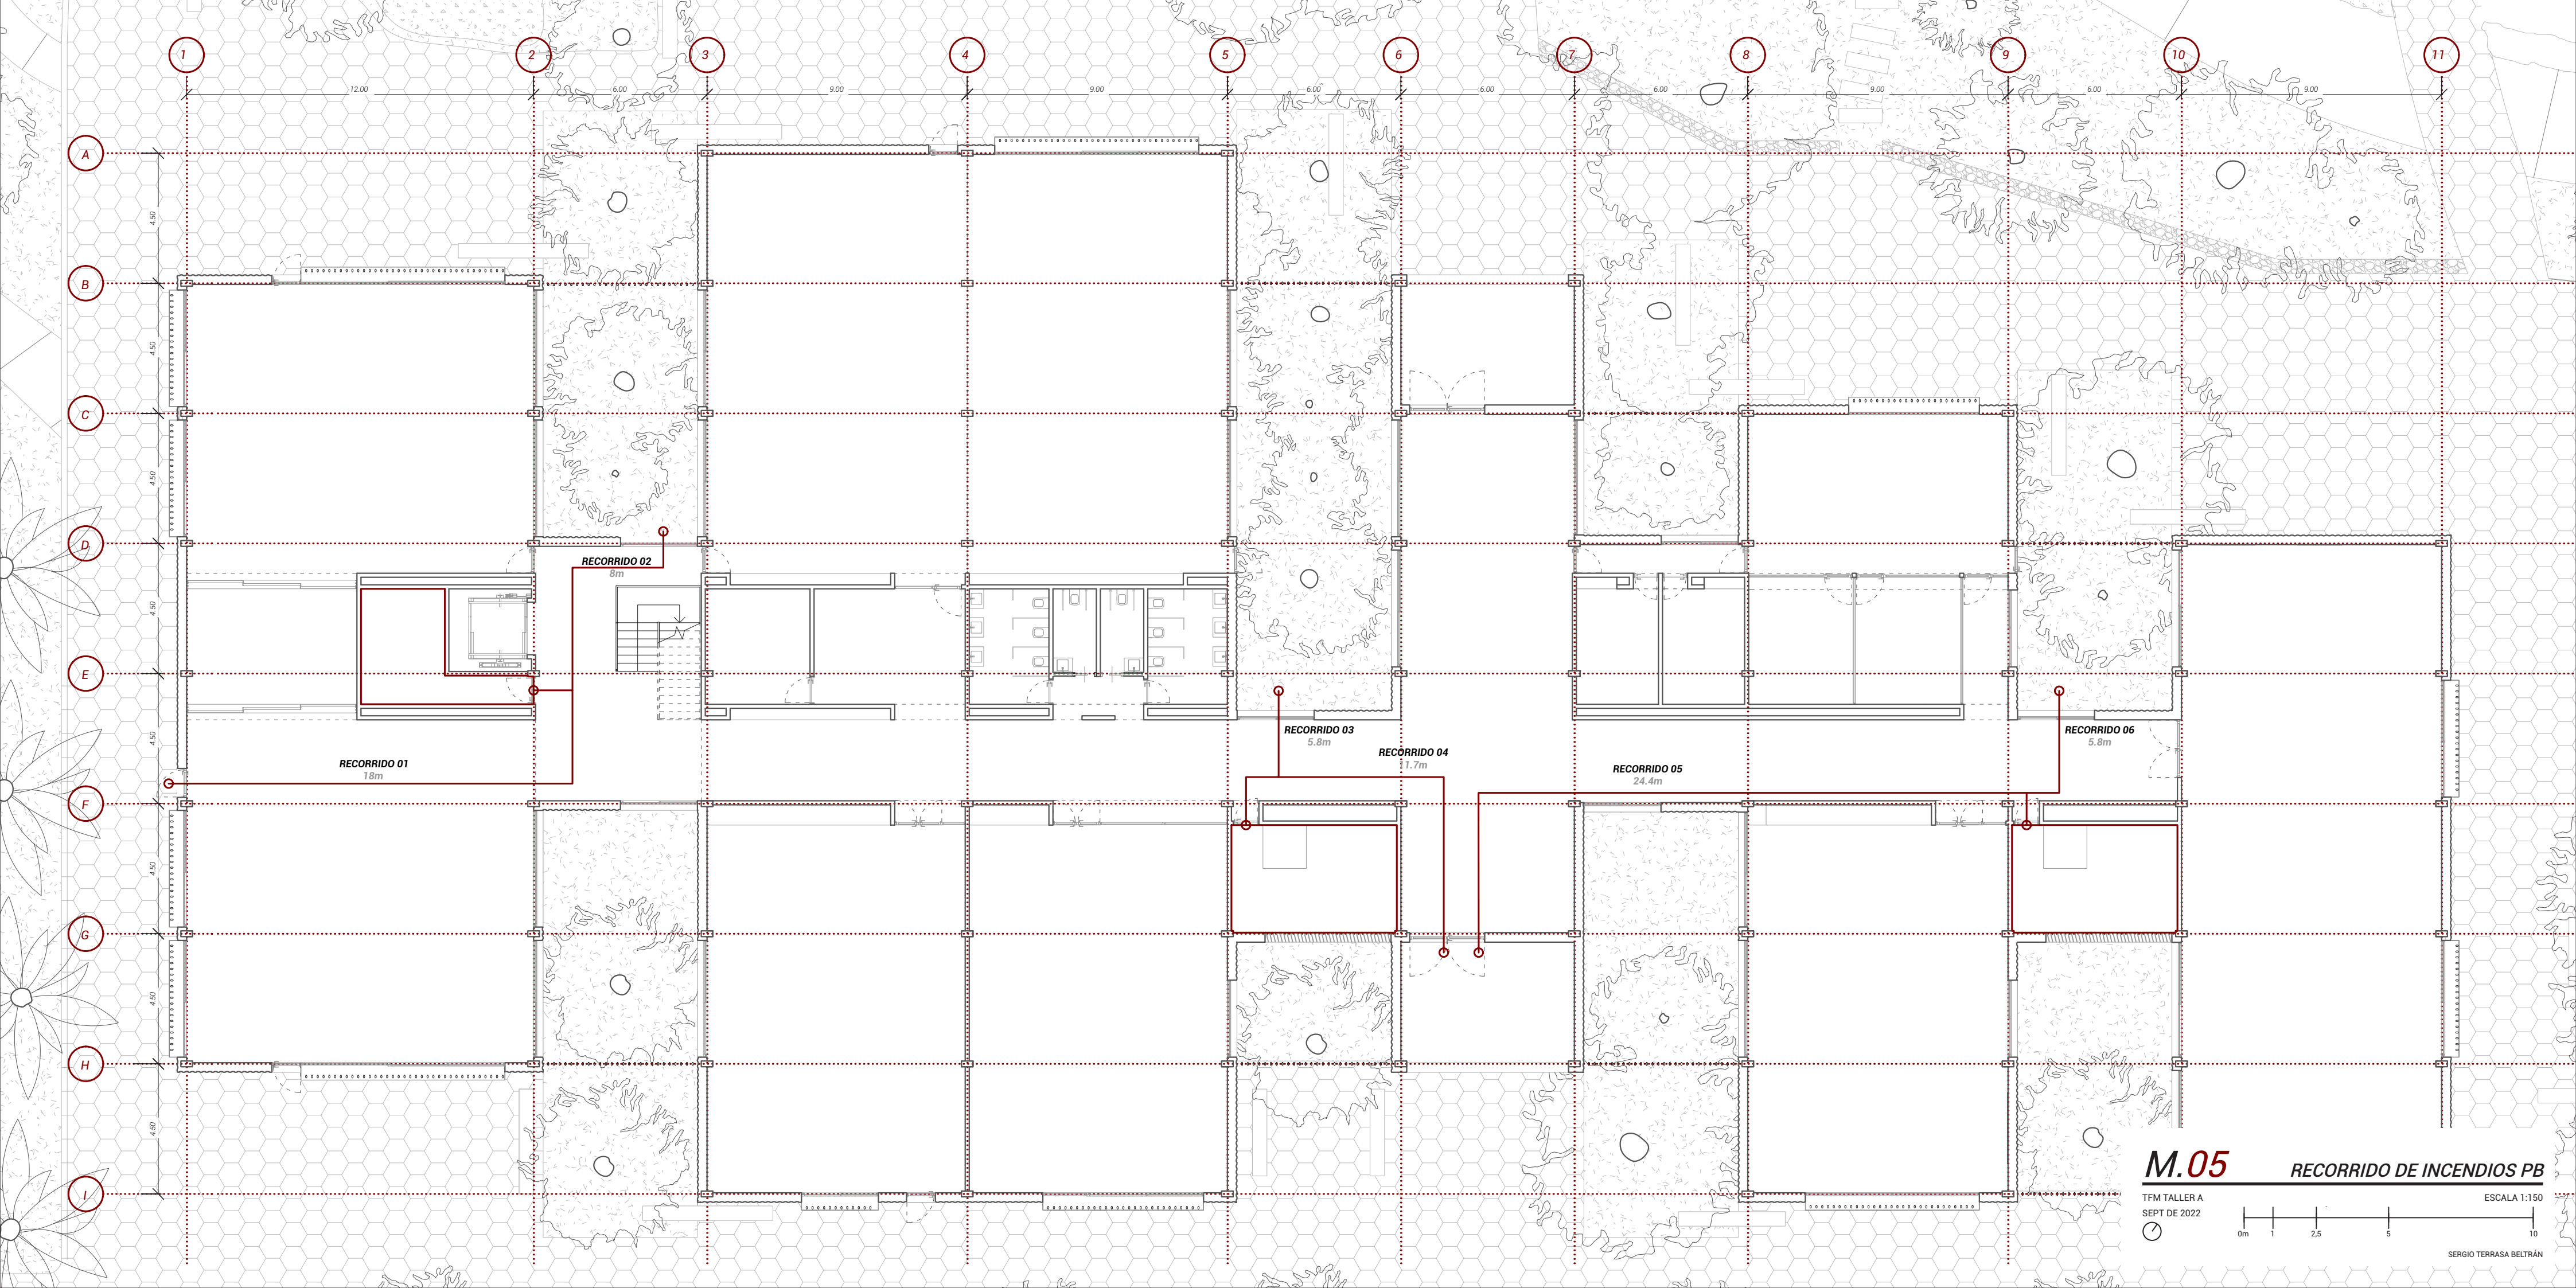 1 2 3 4 5 6 7 8 9 10 11
12.00 6.00 9.00 9.00 6.00 6.00 6.00 9.00 6.00 9.00
A
4.50
B
4.50
C
4.50
D
RECORRIDO 02
8m
4.50
E
RECORRIDO 03
5.8m
RECORRIDO 06
5.8m
4.50
RECORRIDO 04
11.7m
RECORRIDO 01
18m
RECORRIDO 05
24.4m
F
4.50
G
4.50
H
4.50
I
M.05 RECORRIDO DE INCENDIOS PB
TFM TALLER A ESCALA 1:150
SEPT DE 2022
0m 1 2,5 5 10
SERGIO TERRASA BELTRÁN